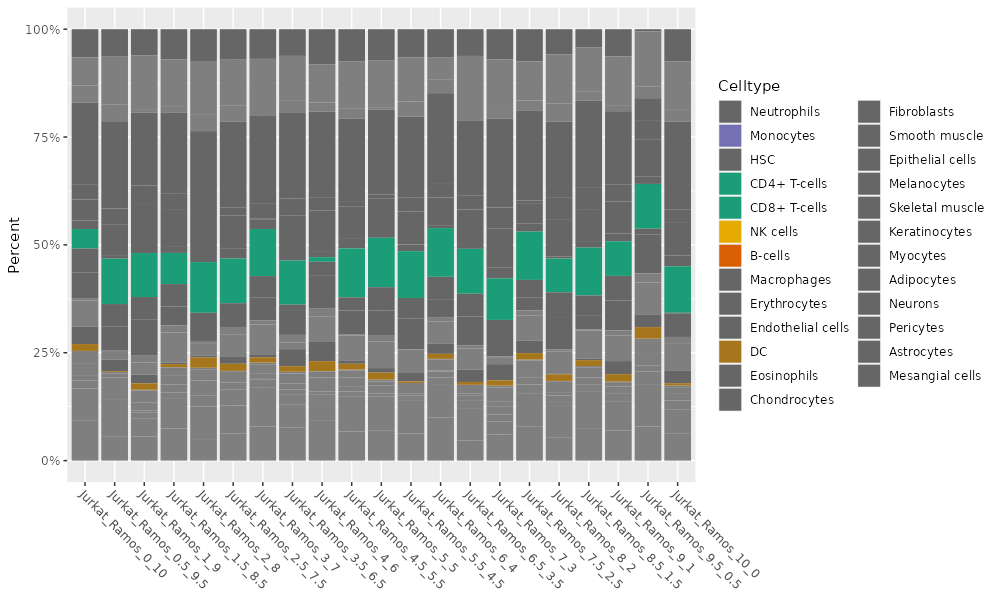 100%
75%
50%
25%
0%
Percent
Jurkat_Ramos_0_10
Jurkat_Ramos_0.5_9.5
Jurkat_Ramos_1_9
Jurkat_Ramos_1.5_8.5
Jurkat_Ramos_2_8
Jurkat_Ramos_2.5_7.5
Jurkat_Ramos_3_7
Jurkat_Ramos_3.5_6.5
Jurkat_Ramos_4_6
Jurkat_Ramos_4.5_5.5
Jurkat_Ramos_5_5
Jurkat_Ramos_5.5_4.5
Jurkat_Ramos_6_4
Jurkat_Ramos_6.5_3.5
Jurkat_Ramos_7_3
Jurkat_Ramos_7.5_2.5
Jurkat_Ramos_8_2
Jurkat_Ramos_8.5_1.5
Jurkat_Ramos_9_1
Jurkat_Ramos_9.5_0.5
Jurkat_Ramos_10_0
Celltype
Neutrophils
Monocytes
HSC
CD4+ T-cells
CD8+ T-cells
NK cells
B-cells
Macrophages
Erythrocytes
Endothelial cells
DC
Eosinophils
Chondrocytes
Fibroblasts
Smooth muscle
Epithelial cells
Melanocytes
Skeletal muscle
Keratinocytes
Myocytes
Adipocytes
Neurons
Pericytes
Astrocytes
Mesangial cells